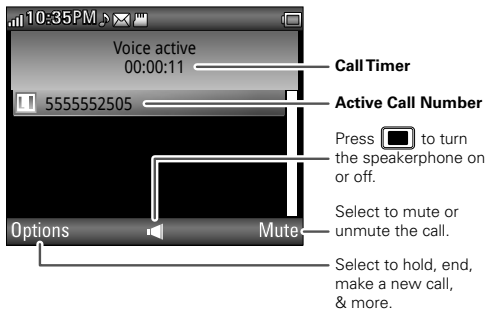 10:35PM
Voice active
00:00:11
Call Timer
5555552505
Active Call Number
Press to turn
the speakerphone on
or off.
Select to mute or
unmute the call.
Options
Mute
Select to hold, end,
make a new call,
& more.